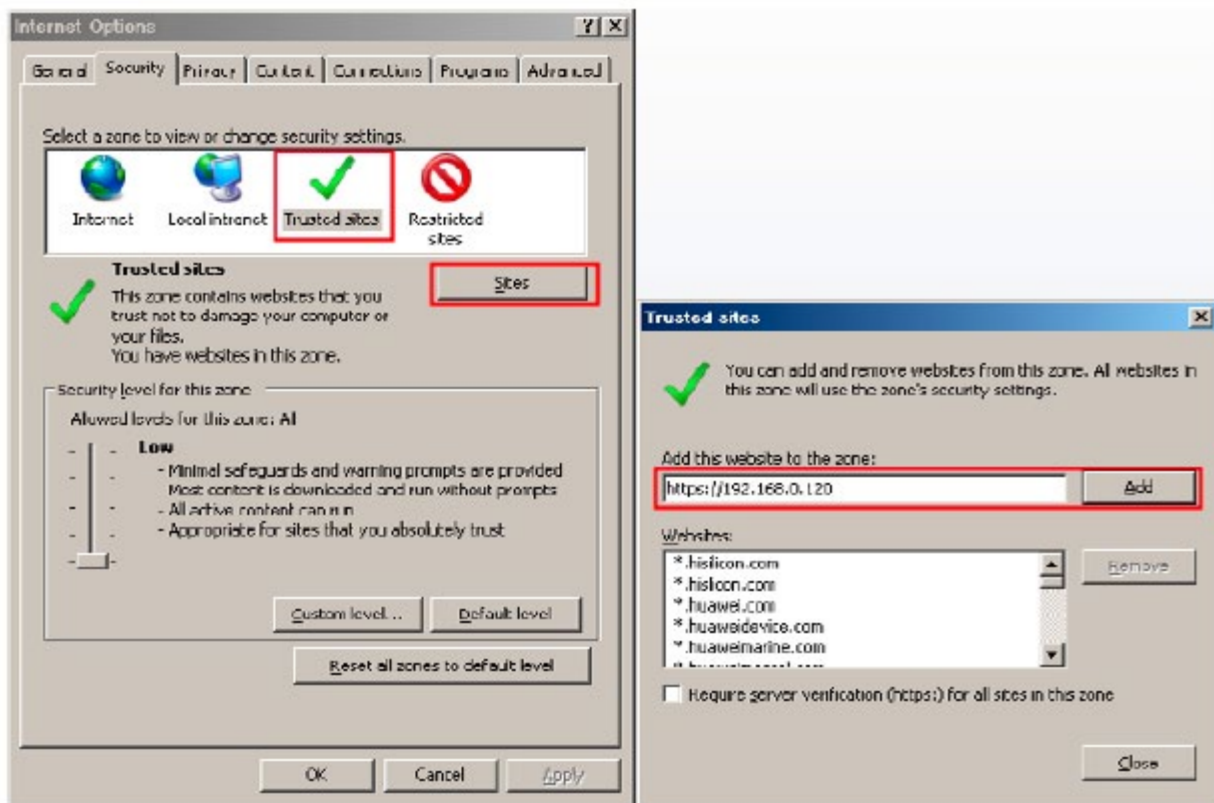 Internet Options
General Security Privacy Content Connections Programs Advanced
Select a zone to view or change security settings.
Internet
Local intranet
Trusted sites
Restricted
sites
Trusted sites
Sites
This zone contains websites that you
trust not to damage your computer or
your files.
You have websites in this zone.
Security level for this zone
Allowed levels for this zone: All
Low
- Minimal safeguards and warning prompts are provided
- Most content is downloaded and run without prompts
- All active content can run
- Appropriate for sites that you absolutely trust
Custom level...
Default level
Reset all zones to default level
OK
Cancel
Apply
Trusted sites
You can add and remove websites from this zone. All websites in
this zone will use the zone's security settings.
Add this website to the zone:
https://192.168.0.120
Add
Websites:
*.hisilicon.com
*.hislicon.com
*.huawei.com
*.huaweidevice.com
*.huaweimarine.com
Remove
Require server verification (https:) for all sites in this zone
Close